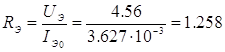 R_Э = U_Э / I_Э₀ = 4.56 / 3.627·10⁻³ = 1.258